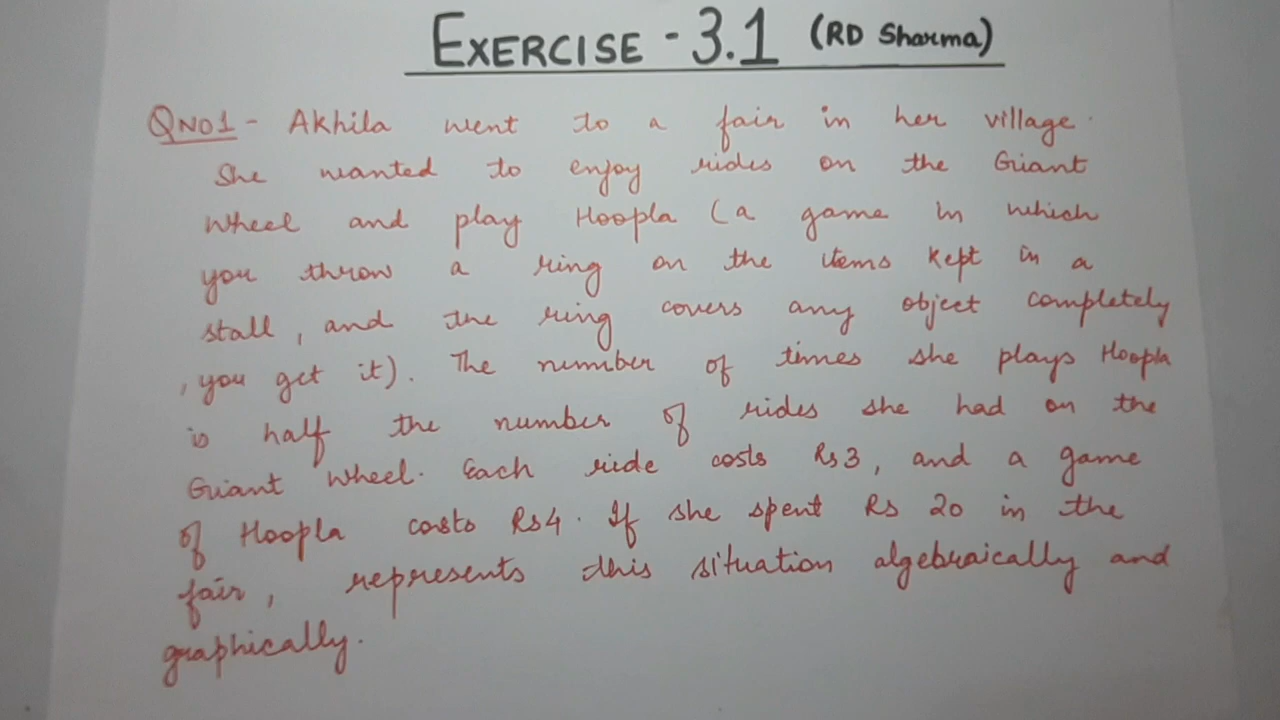 EXERCISE - 3.1 (RD Sharma)
QNO1 - Akhila went to a fair in her village.
She wanted to enjoy rides on the Giant
Wheel and play Hoopla (a game in which
you throw a ring on the items kept in a
stall, and the ring covers any object completely
, you get it). The number of times she plays Hoopla
is half the number of rides she had on the
Giant Wheel. Each ride costs Rs3, and a game
of Hoopla costs Rs4. If she spent Rs 20 in the
fair, represents this situation algebraically and
graphically.